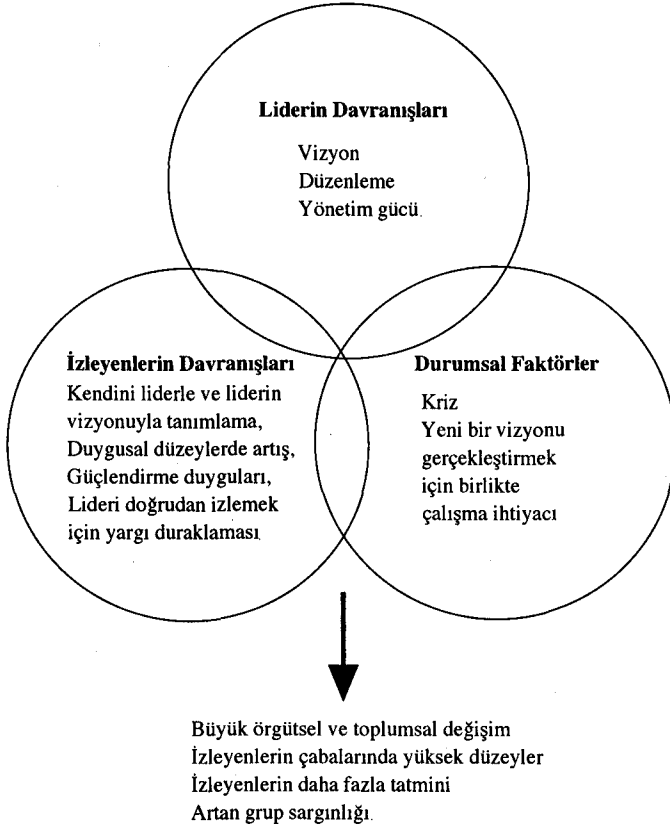 Liderin Davranışları
Vizyon
Düzenleme
Yönetim gücü
İzleyenlerin Davranışları
Kendini liderle ve liderin
vizyonuyla tanımlama,
Duygusal düzeylerde artış,
Güçlendirme duyguları,
Lideri doğrudan izlemek
için yargı duraklaması
Durumsal Faktörler
Kriz
Yeni bir vizyonu
gerçekleştirmek
için birlikte
çalışma ihtiyacı
Büyük örgütsel ve toplumsal değişim
İzleyenlerin çabalarında yüksek düzeyler
İzleyenlerin daha fazla tatmini
Artan grup sargınlığı